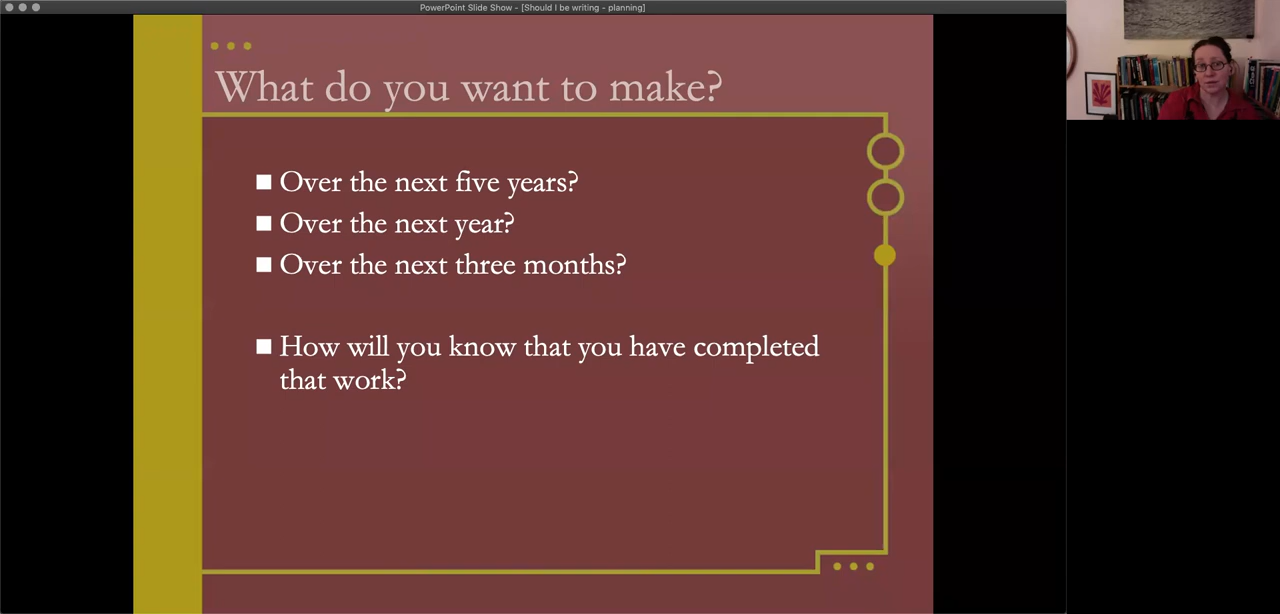 PowerPoint Slide Show - [Should I be writing - planning]
What do you want to make?
Over the next five years?
Over the next year?
Over the next three months?
How will you know that you have completed
that work?